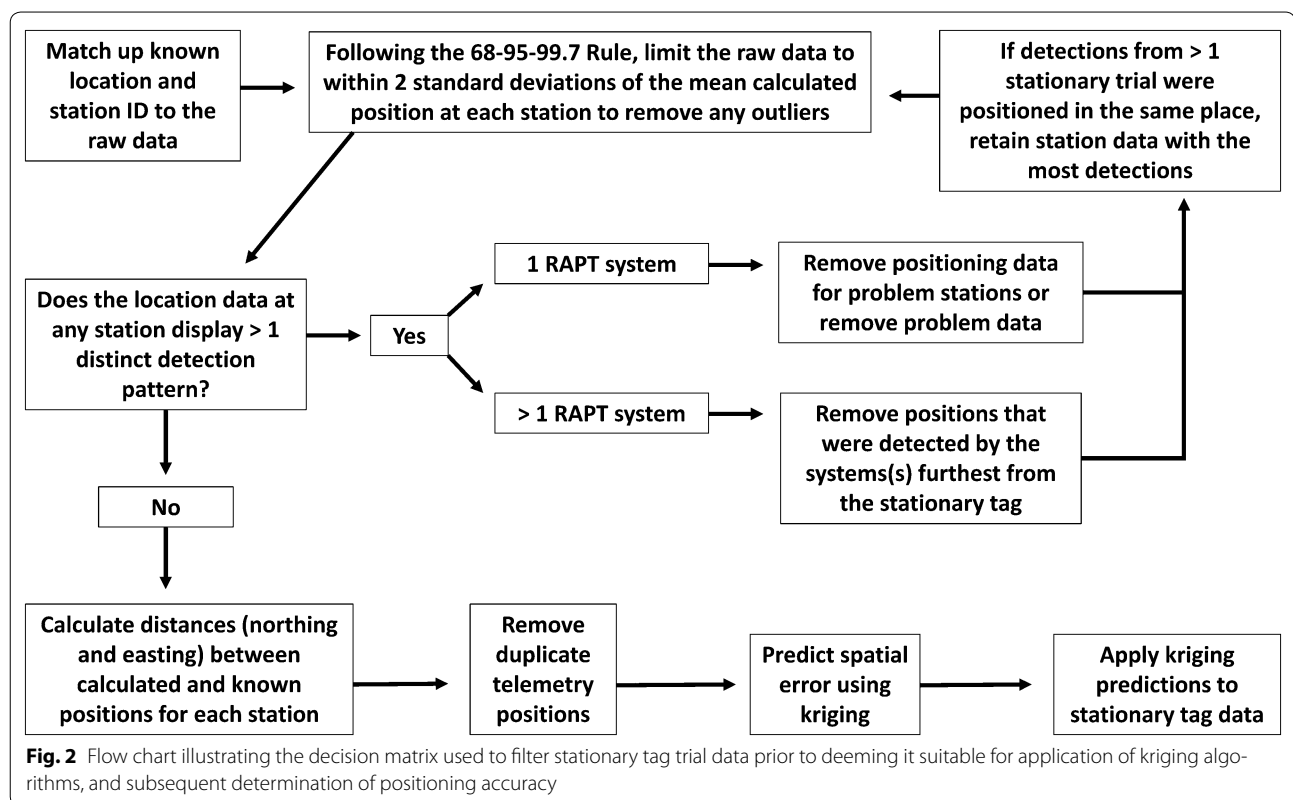 Match up known
location and
station ID to the
raw data
Following the 68-95-99.7 Rule, limit the raw data to
within 2 standard deviations of the mean calculated
position at each station to remove any outliers
If detections from > 1
stationary trial were
positioned in the same place,
retain station data with the
most detections
Does the location data at
any station display > 1
distinct detection
pattern?
Yes
1 RAPT system
Remove positioning data
for problem stations or
remove problem data
> 1 RAPT system
Remove positions that
were detected by the
systems(s) furthest from
the stationary tag
No
Calculate distances (northing
and easting) between
calculated and known
positions for each station
Remove
duplicate
telemetry
positions
Predict spatial
error using
kriging
Apply kriging
predictions to
stationary tag data
Fig. 2 Flow chart illustrating the decision matrix used to filter stationary tag trial data prior to deeming it suitable for application of kriging algo-
rithms, and subsequent determination of positioning accuracy